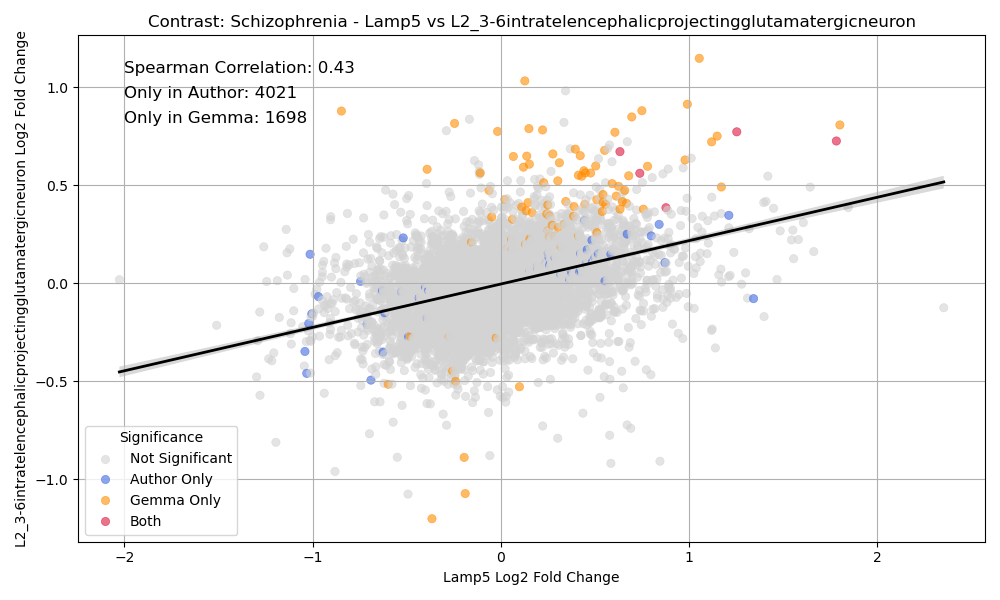 Contrast: Schizophrenia - Lamp5 vs L2_3-6intratelencephalicprojectingglutamatergicneuron
Spearman Correlation: 0.43
Only in Author: 4021
Only in Gemma: 1698
L2_3-6intratelencephalicprojectingglutamatergicneuron Log2 Fold Change
1.0
0.5
0.0
−0.5
−1.0
Significance
Not Significant
Author Only
Gemma Only
Both
−2
−1
0
1
2
Lamp5 Log2 Fold Change